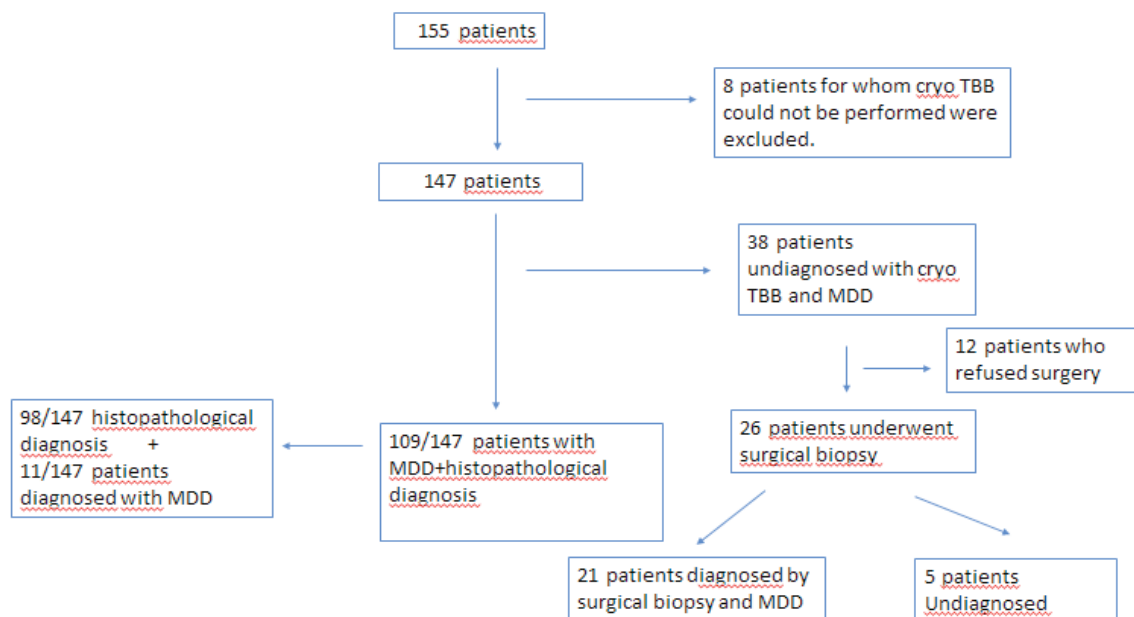 155 patients
8 patients for whom cryo TBB
could not be performed were
excluded.
147 patients
38 patients
undiagnosed with cryo
TBB and MDD
12 patients who
refused surgery
98/147 histopathological
diagnosis +
11/147 patients
diagnosed with MDD
109/147 patients with
MDD+histopathological
diagnosis
26 patients underwent
surgical biopsy
21 patients diagnosed by
surgical biopsy and MDD
5 patients
Undiagnosed